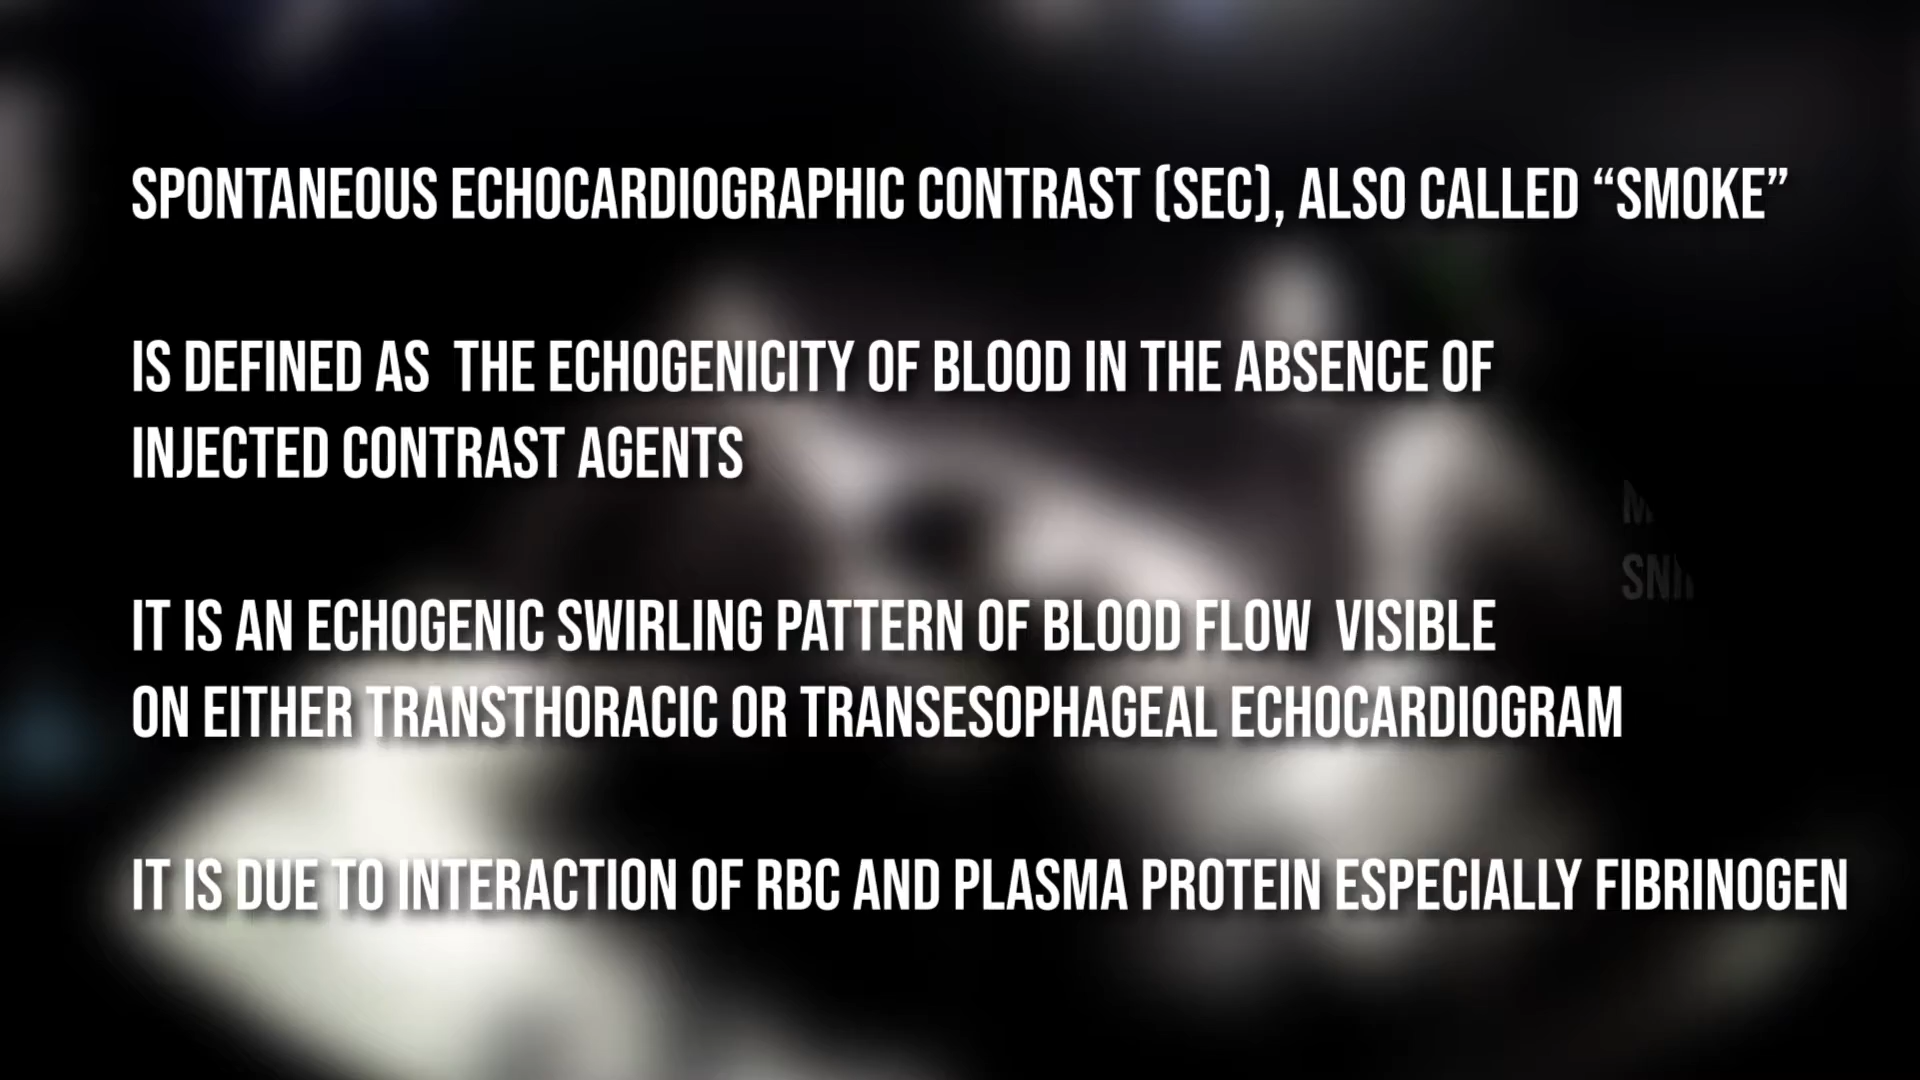 SPONTANEOUS ECHOCARDIOGRAPHIC CONTRAST (SEC), ALSO CALLED “SMOKE”
IS DEFINED AS THE ECHOGENICITY OF BLOOD IN THE ABSENCE OF
INJECTED CONTRAST AGENTS
IT IS AN ECHOGENIC SWIRLING PATTERN OF BLOOD FLOW VISIBLE
ON EITHER TRANSTHORACIC OR TRANSESOPHAGEAL ECHOCARDIOGRAM
IT IS DUE TO INTERACTION OF RBC AND PLASMA PROTEIN ESPECIALLY FIBRINOGEN